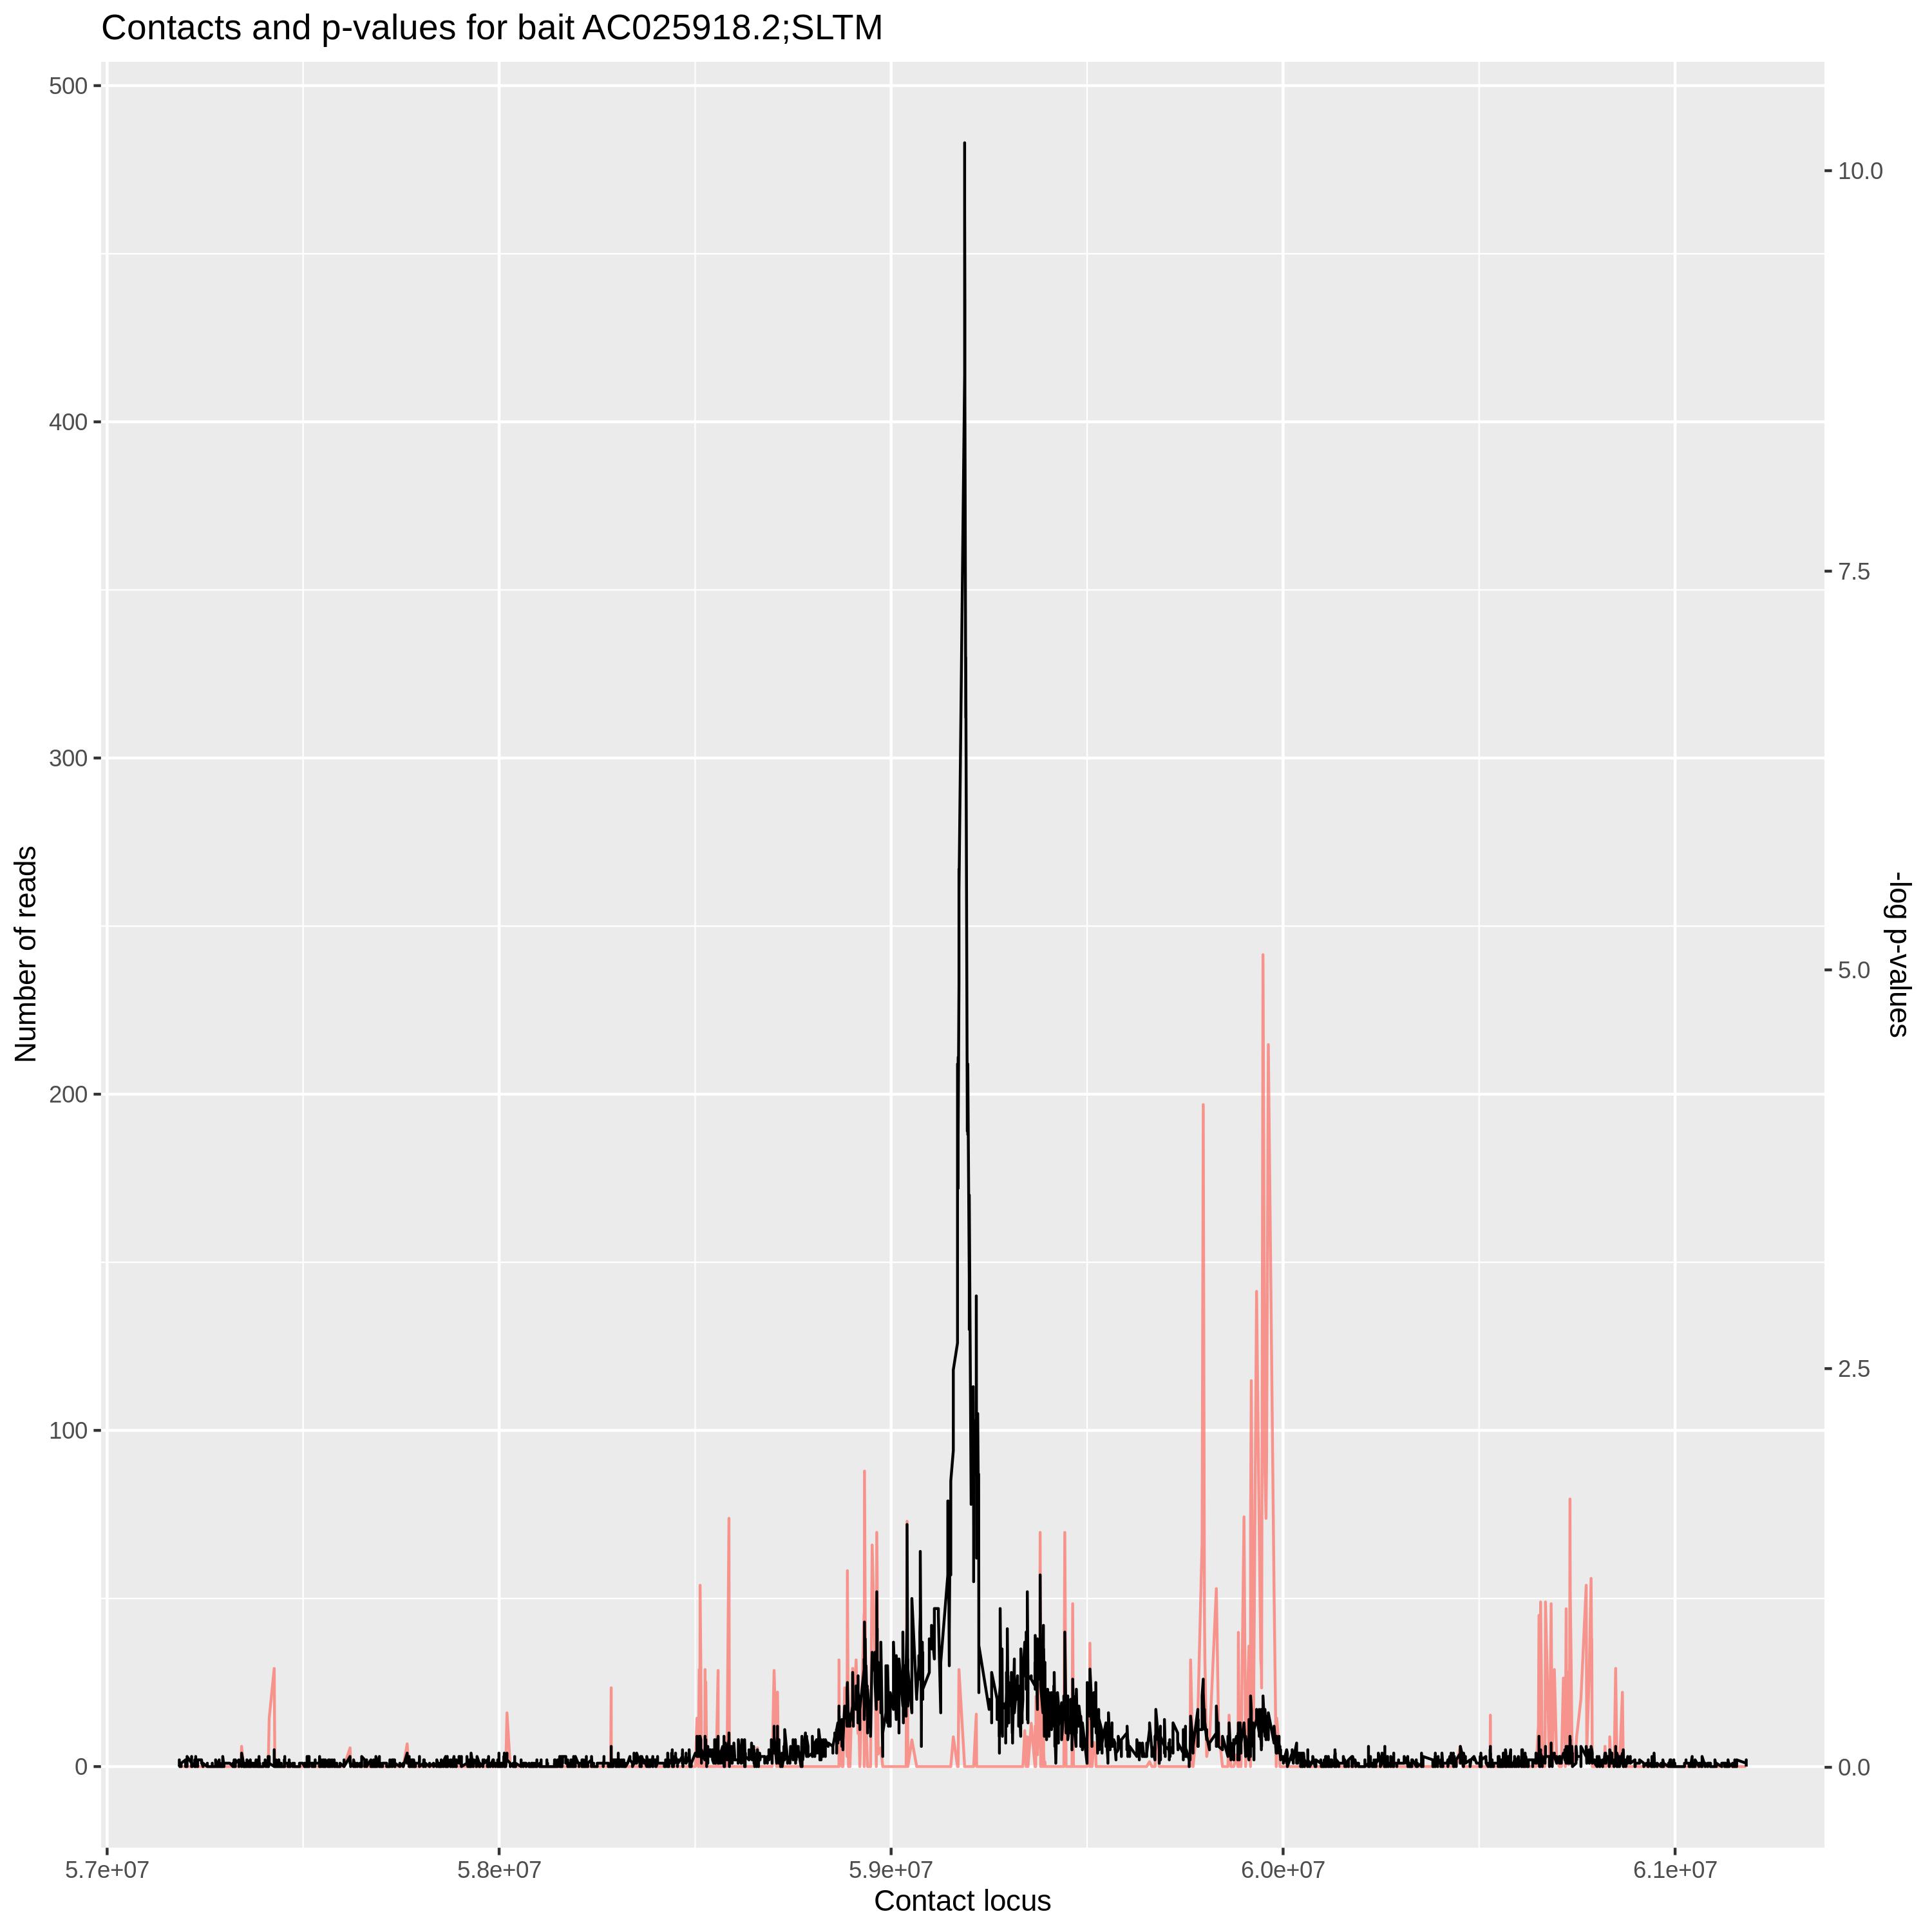 Contacts and p-values for bait AC025918.2;SLTM
500
400
300
200
100
0
Number of reads
10.0
7.5
5.0
2.5
0.0
-log p-values
5.7e+07
5.8e+07
5.9e+07
6.0e+07
6.1e+07
Contact locus